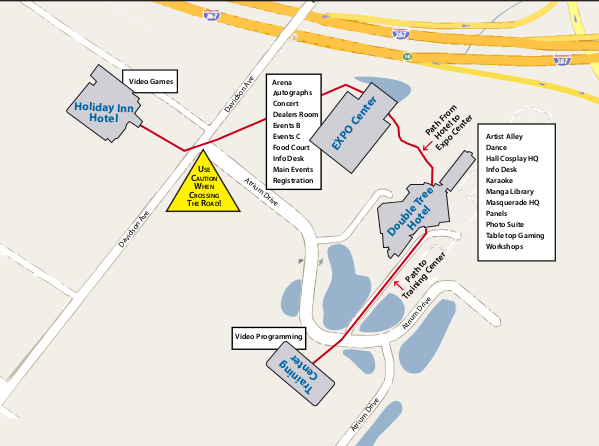 287
287
287
10
Davidson Ave
Video Games
Holiday Inn
Hotel
Arena
Autographs
Concert
Dealers Room
Events B
Events C
Food Court
Info Desk
Main Events
Registration
EXPO Center
Path From
Hotel to
Expo Center
Artist Alley
Dance
Hall Cosplay HQ
Info Desk
Karaoke
Manga Library
Masquerade HQ
Panels
Photo Suite
Tabletop Gaming
Workshops
USE
CAUTION
WHEN
CROSSING
THE ROAD!
Atrium Drive
Davidson Ave
Double Tree
Hotel
Path to
Training Center
Atrium Drive
Video Programming
Training
Center
Atrium Drive